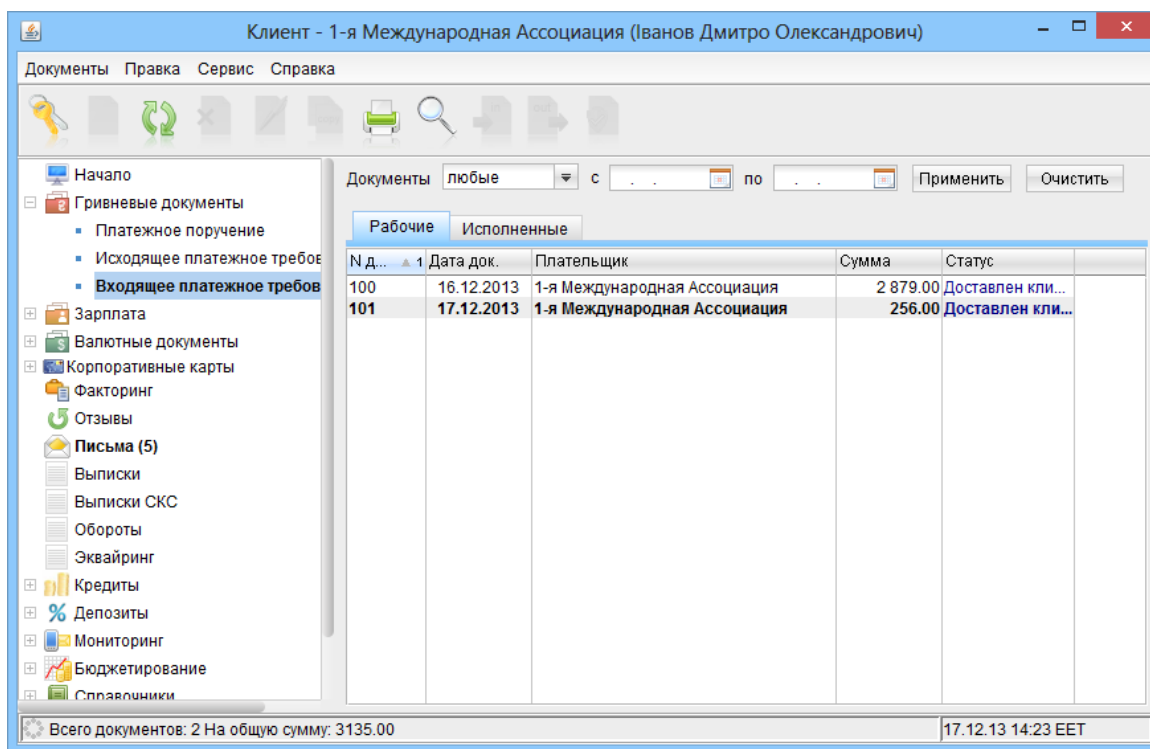 Клиент - 1-я Международная Ассоциация (Іванов Дмитро Олександрович)
Документы Правка Сервис Справка
Начало
Гривневые документы
Платежное поручение
Исходящее платежное требов
Входящее платежное требов
Зарплата
Валютные документы
Корпоративные карты
Факторинг
Отзывы
Письма (5)
Выписки
Выписки СКС
Обороты
Эквайринг
Кредиты
Депозиты
Мониторинг
Бюджетирование
Справочники
Документы любые с . . по . . Применить Очистить
Рабочие Исполненные
N д... 1 Дата док. Плательщик Сумма Статус
100 16.12.2013 1-я Международная Ассоциация 2 879.00 Доставлен кли...
101 17.12.2013 1-я Международная Ассоциация 256.00 Доставлен кли...
Всего документов: 2 На общую сумму: 3135.00 17.12.13 14:23 EET